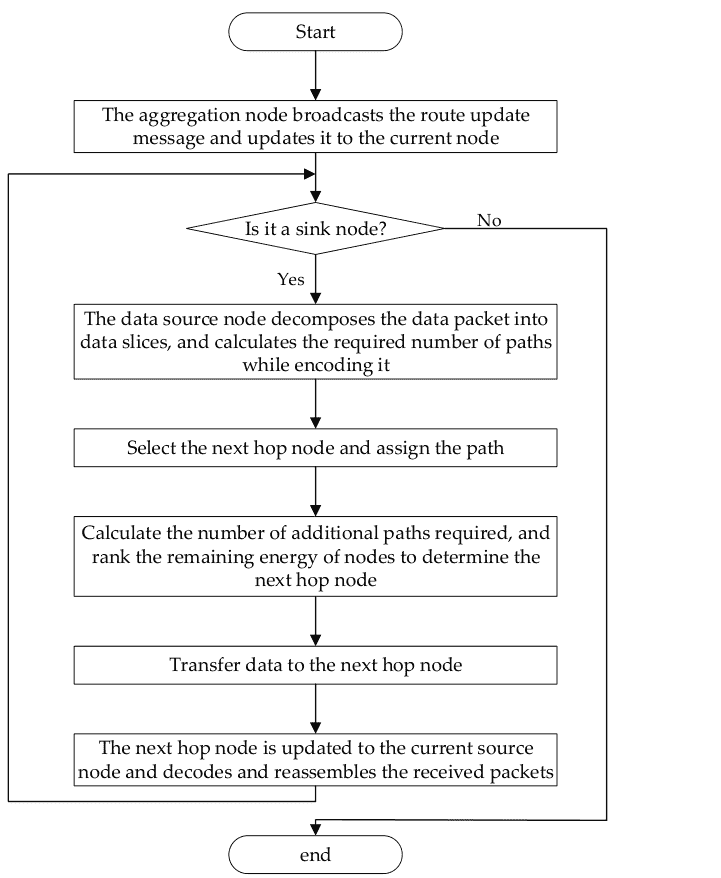 Start
The aggregation node broadcasts the route update
message and updates it to the current node
Is it a sink node?
No
Yes
The data source node decomposes the data packet into
data slices, and calculates the required number of paths
while encoding it
Select the next hop node and assign the path
Calculate the number of additional paths required, and
rank the remaining energy of nodes to determine the
next hop node
Transfer data to the next hop node
The next hop node is updated to the current source
node and decodes and reassembles the received packets
end